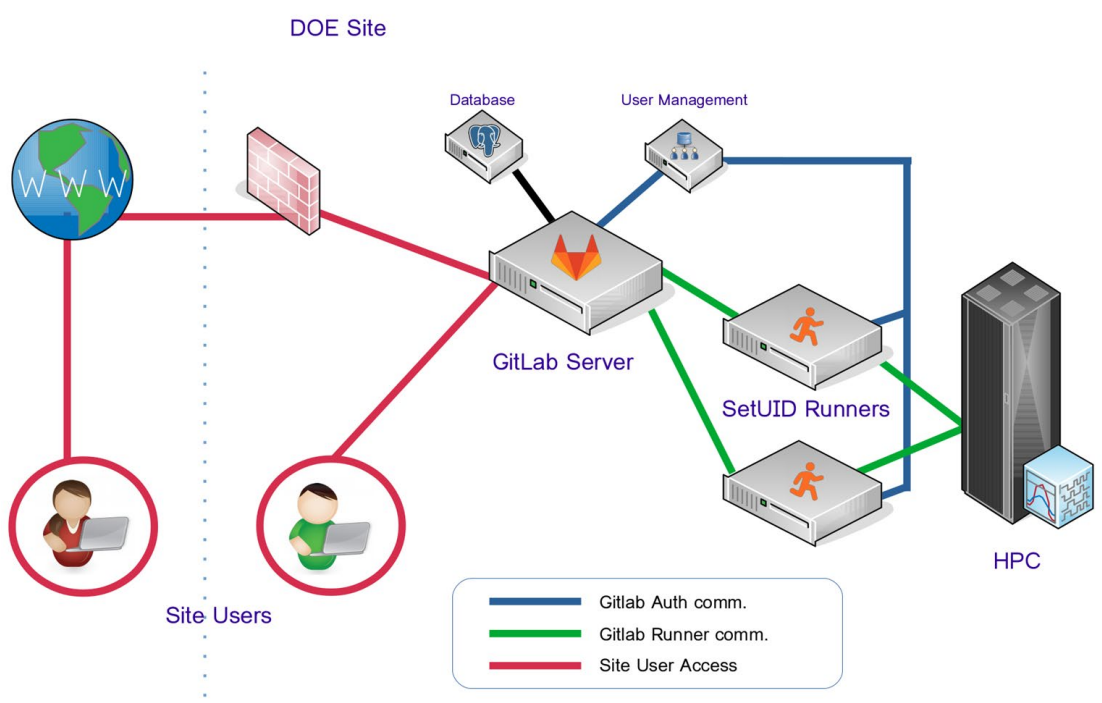 DOE Site
Database
User Management
W W W
GitLab Server
SetUID Runners
HPC
Site Users
Gitlab Auth comm.
Gitlab Runner comm.
Site User Access